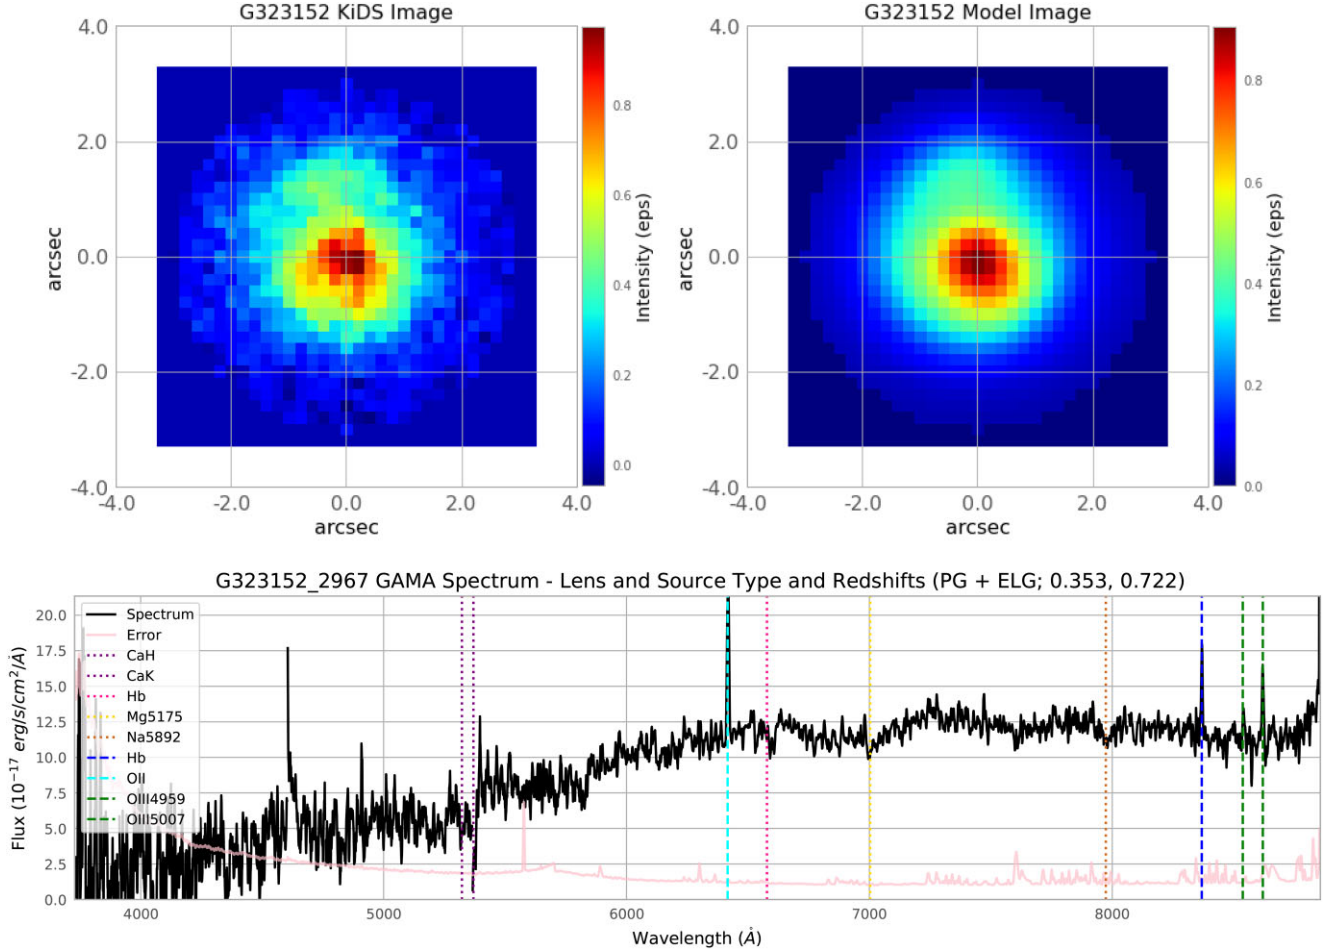 G323152 KiDS Image
4.0
2.0
0.0
-2.0
-4.0
-4.0 -2.0 0.0 2.0 4.0
arcsec
arcsec
0.8
0.6
0.4
0.2
0.0
Intensity (eps)
G323152 Model Image
4.0
2.0
0.0
-2.0
-4.0
-4.0 -2.0 0.0 2.0 4.0
arcsec
arcsec
0.8
0.6
0.4
0.2
0.0
Intensity (eps)
G323152_2967 GAMA Spectrum - Lens and Source Type and Redshifts (PG + ELG; 0.353, 0.722)
20.0
17.5
15.0
12.5
10.0
7.5
5.0
2.5
0.0
Flux (10⁻¹⁷ erg/s/cm²/Å)
Spectrum
Error
CaH
CaK
Hb
Mg5175
Na5892
Hb
OII
OIII4959
OIII5007
4000 5000 6000 7000 8000
Wavelength (Å)